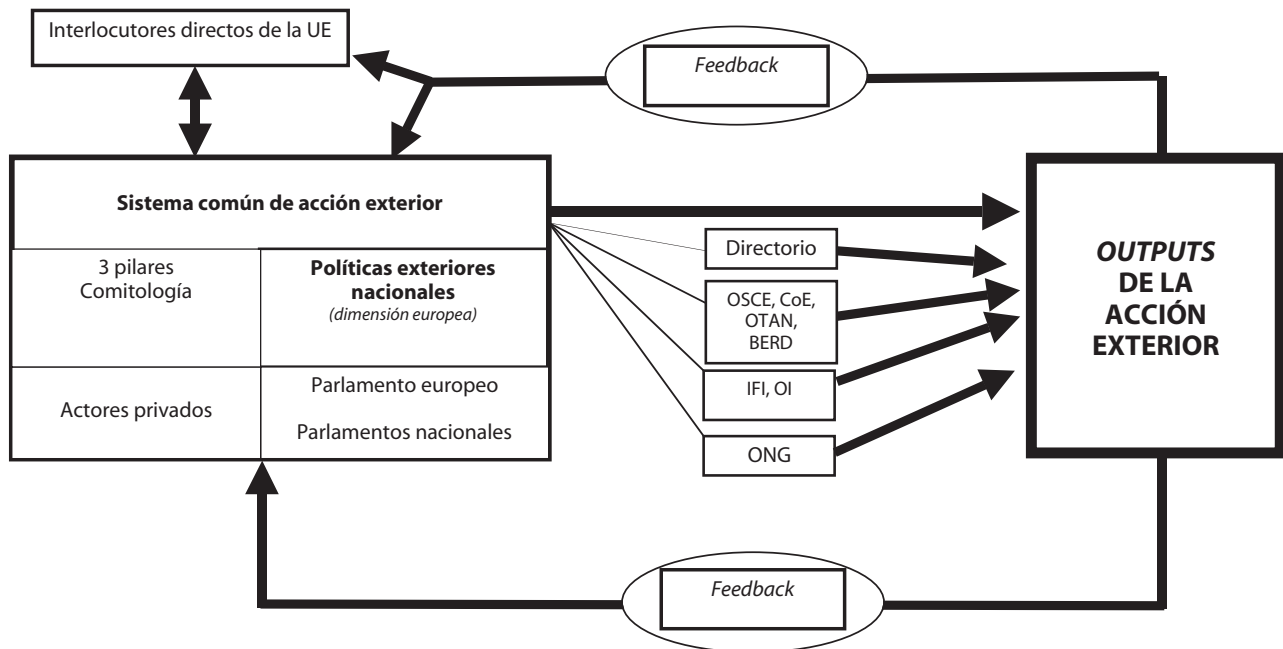 Interlocutores directos de la UE
Feedback
Sistema común de acción exterior
3 pilares
Comitología
Políticas exteriores
nacionales
(dimensión europea)
Actores privados
Parlamento europeo
Parlamentos nacionales
Directorio
OSCE, CoE,
OTAN,
BERD
IFI, OI
ONG
OUTPUTS
DE LA
ACCIÓN
EXTERIOR
Feedback